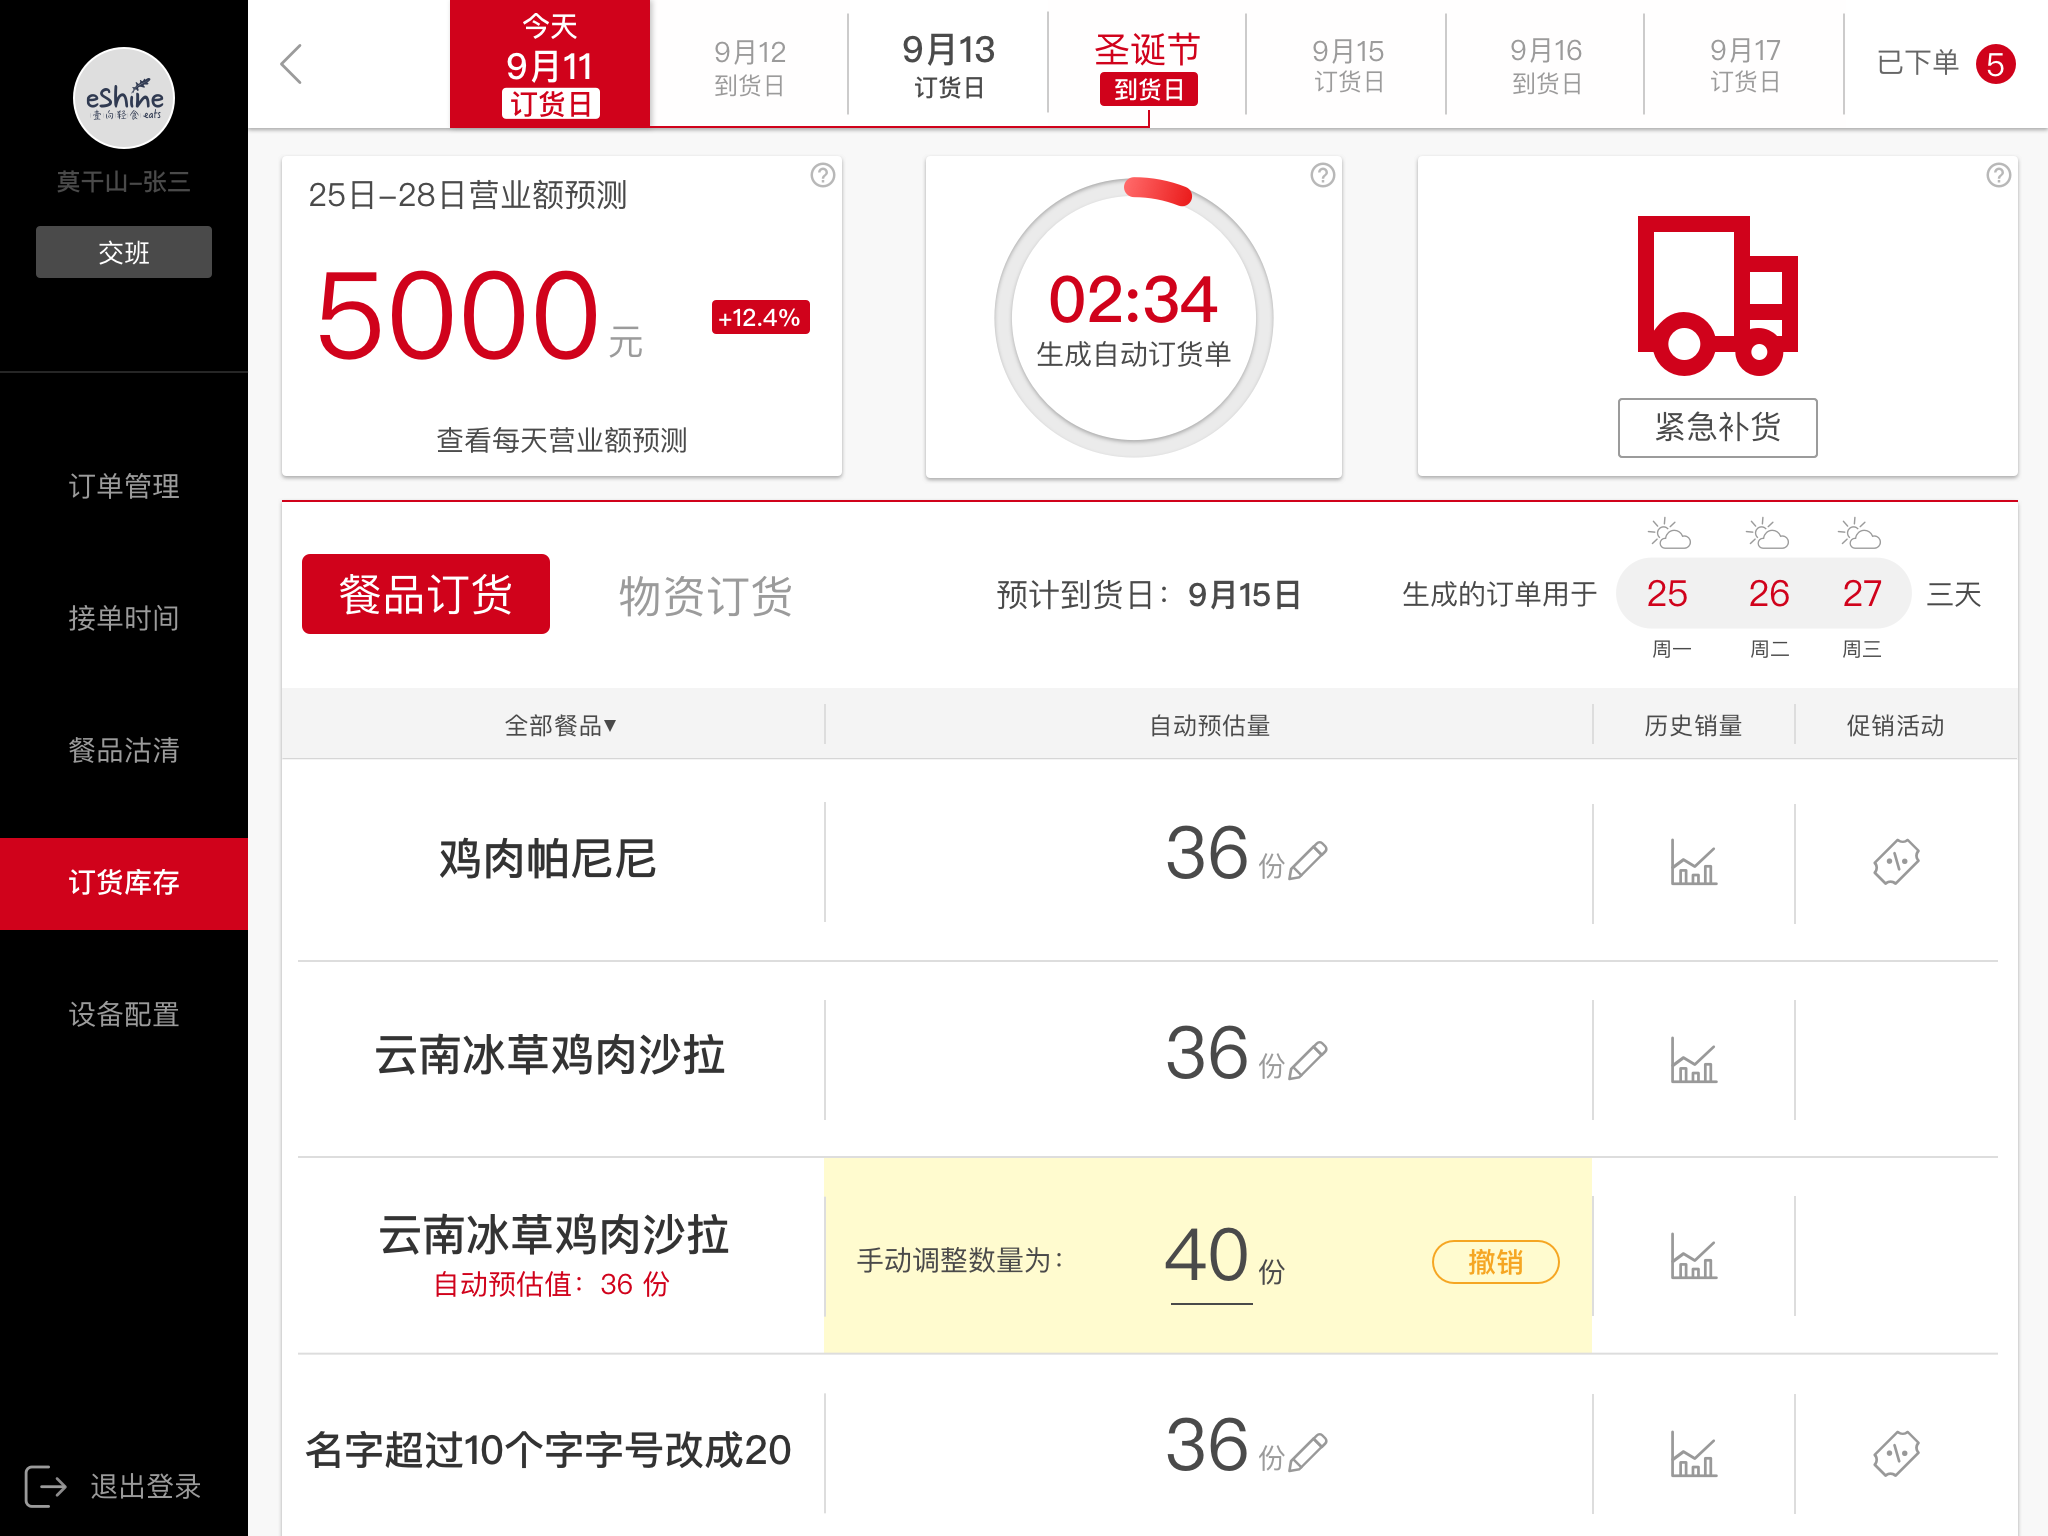 eShine
壹向轻食eats
莫干山-张三
交班
订单管理
接单时间
餐品沽清
订货库存
设备配置
退出登录
今天
9月11
订货日
9月12
到货日
9月13
订货日
圣诞节
到货日
9月15
订货日
9月16
到货日
9月17
订货日
已下单 5
25日-28日营业额预测
5000 元
+12.4%
查看每天营业额预测
02:34
生成自动订货单
紧急补货
餐品订货
物资订货
预计到货日：9月15日
生成的订单用于 25 26 27 三天
周一 周二 周三
全部餐品▼ 自动预估量 历史销量 促销活动
鸡肉帕尼尼 36 份
云南冰草鸡肉沙拉 36 份
云南冰草鸡肉沙拉
自动预估值：36 份
手动调整数量为： 40 份 撤销
名字超过10个字字号改成20 36 份